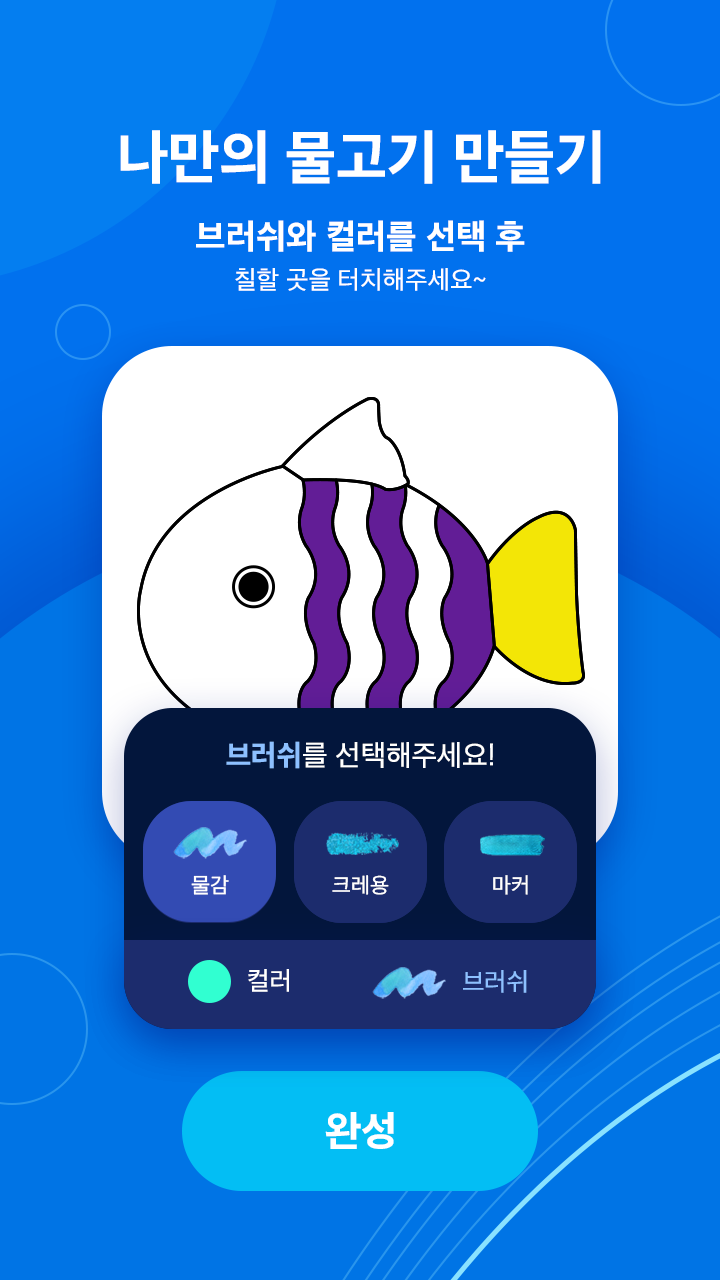 나만의 물고기 만들기
브러쉬와 컬러를 선택 후
칠할 곳을 터치해주세요~
브러쉬를 선택해주세요!
물감
크레용
마커
컬러
브러쉬
완성